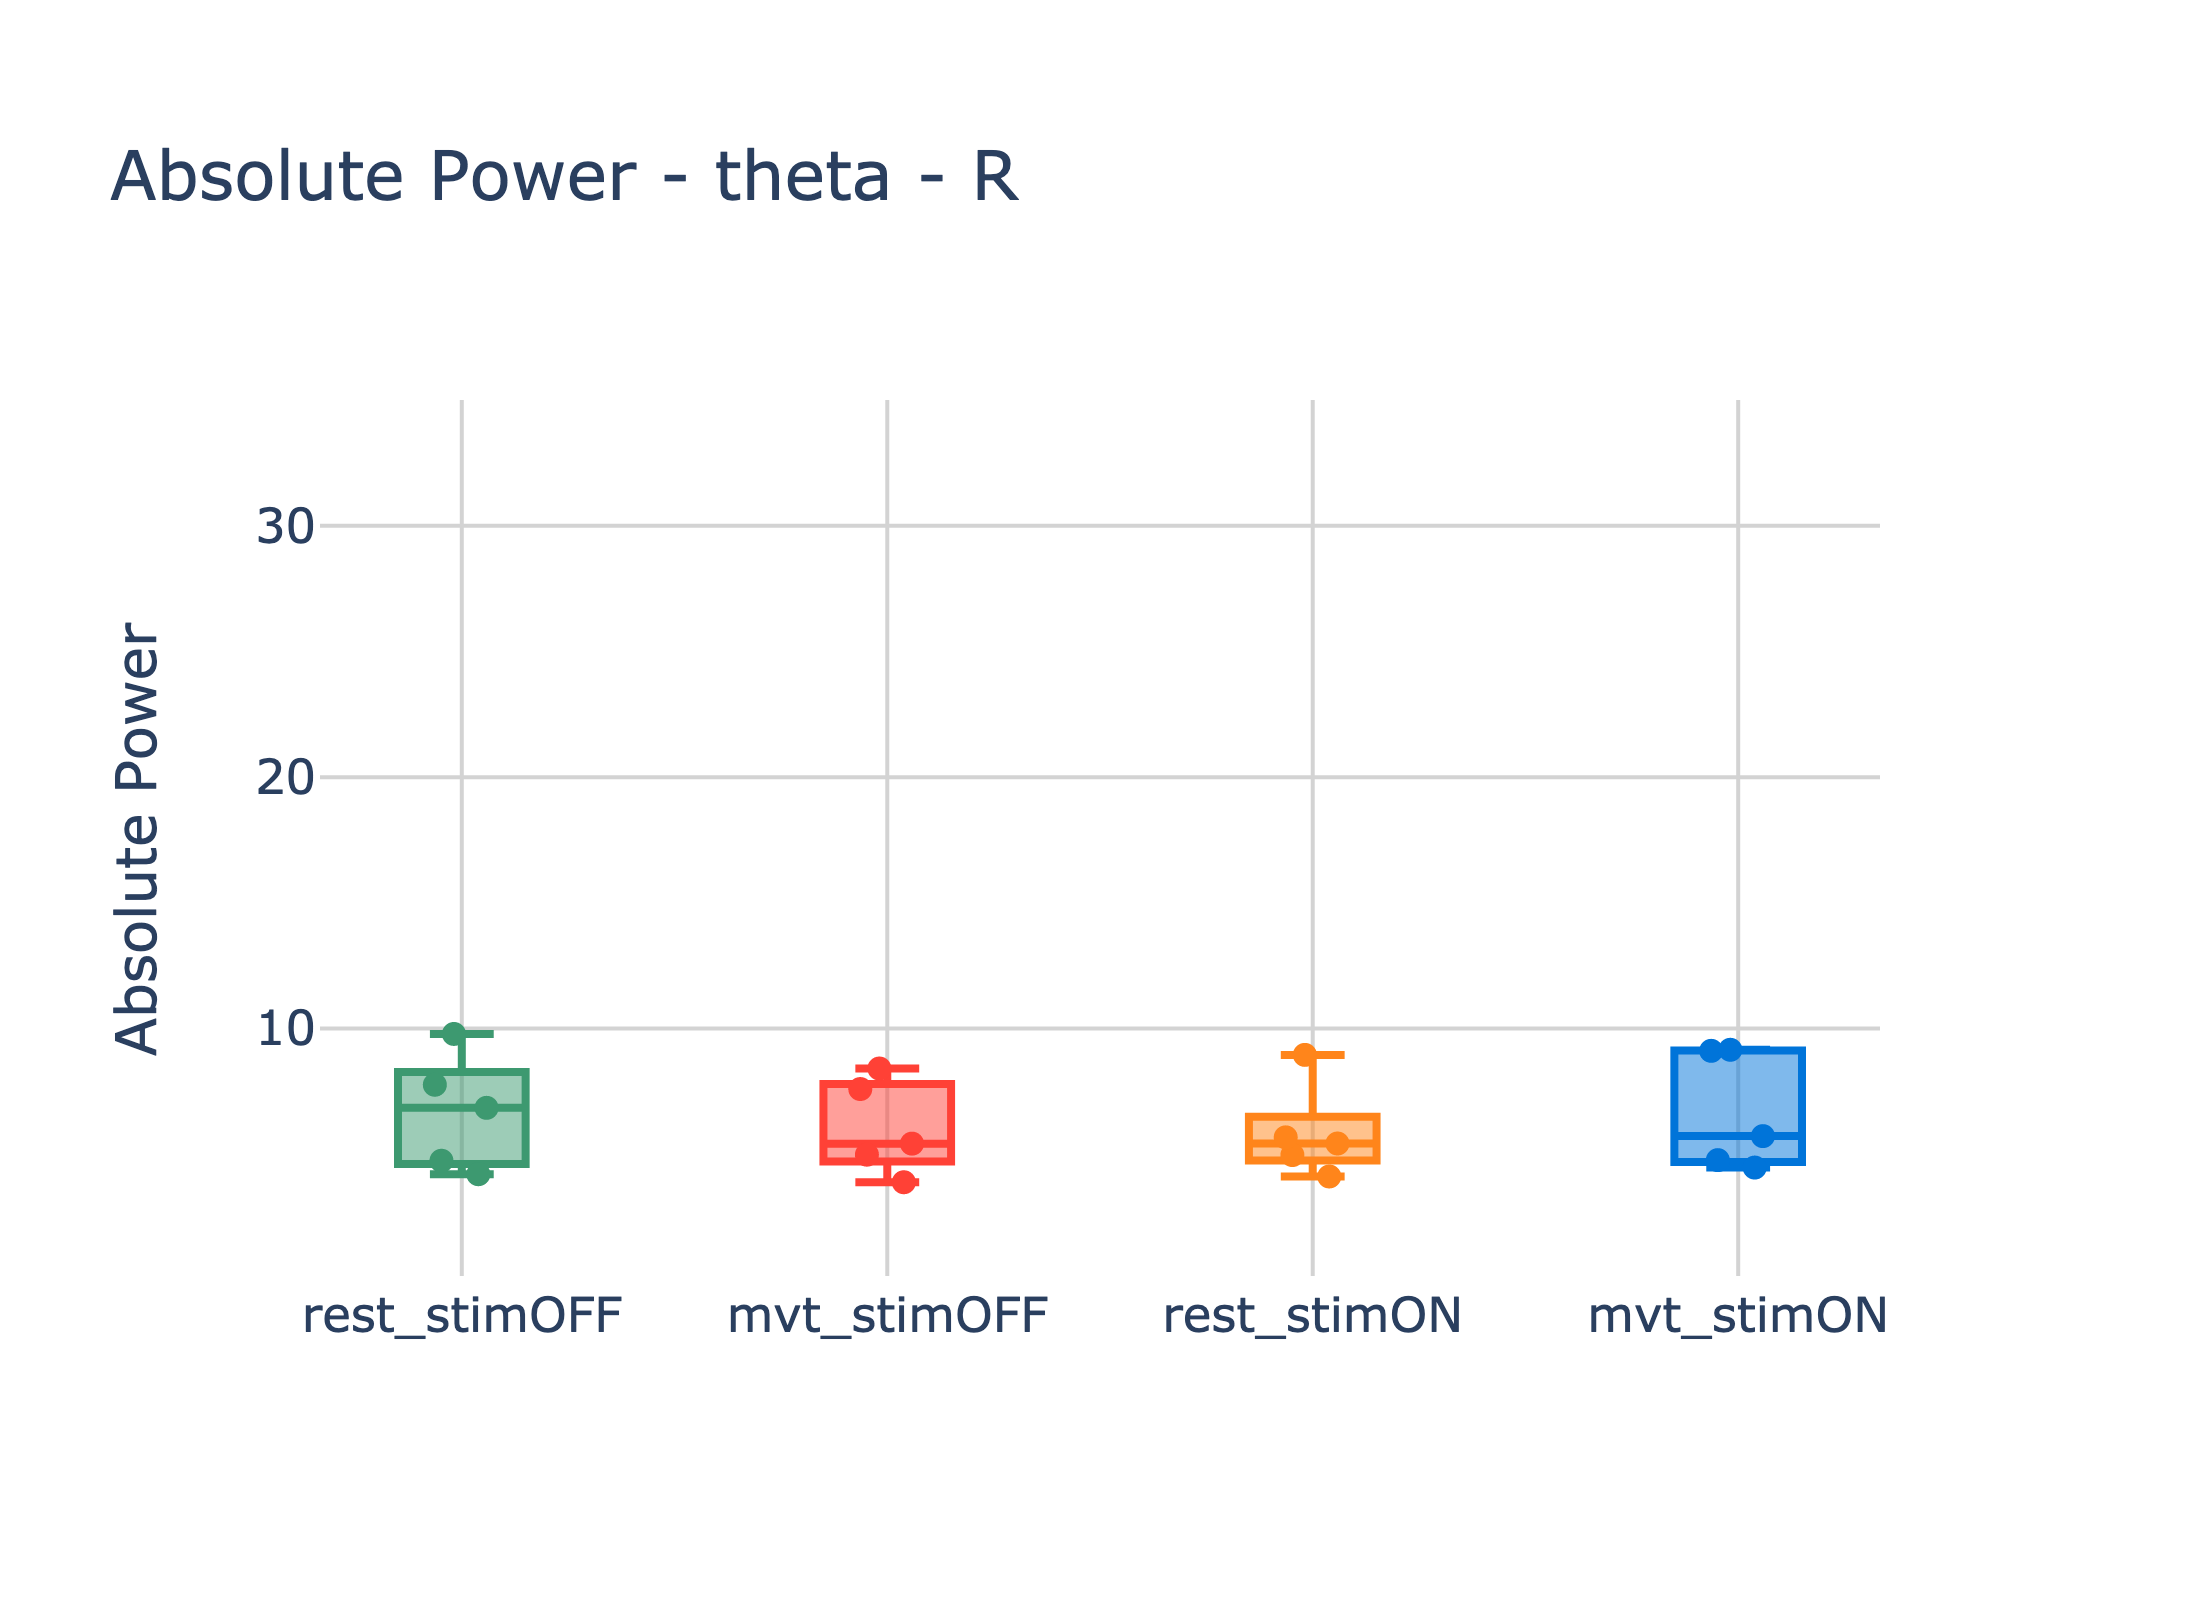 Absolute Power - theta - R
Absolute Power
30
20
10
rest_stimOFF
mvt_stimOFF
rest_stimON
mvt_stimON